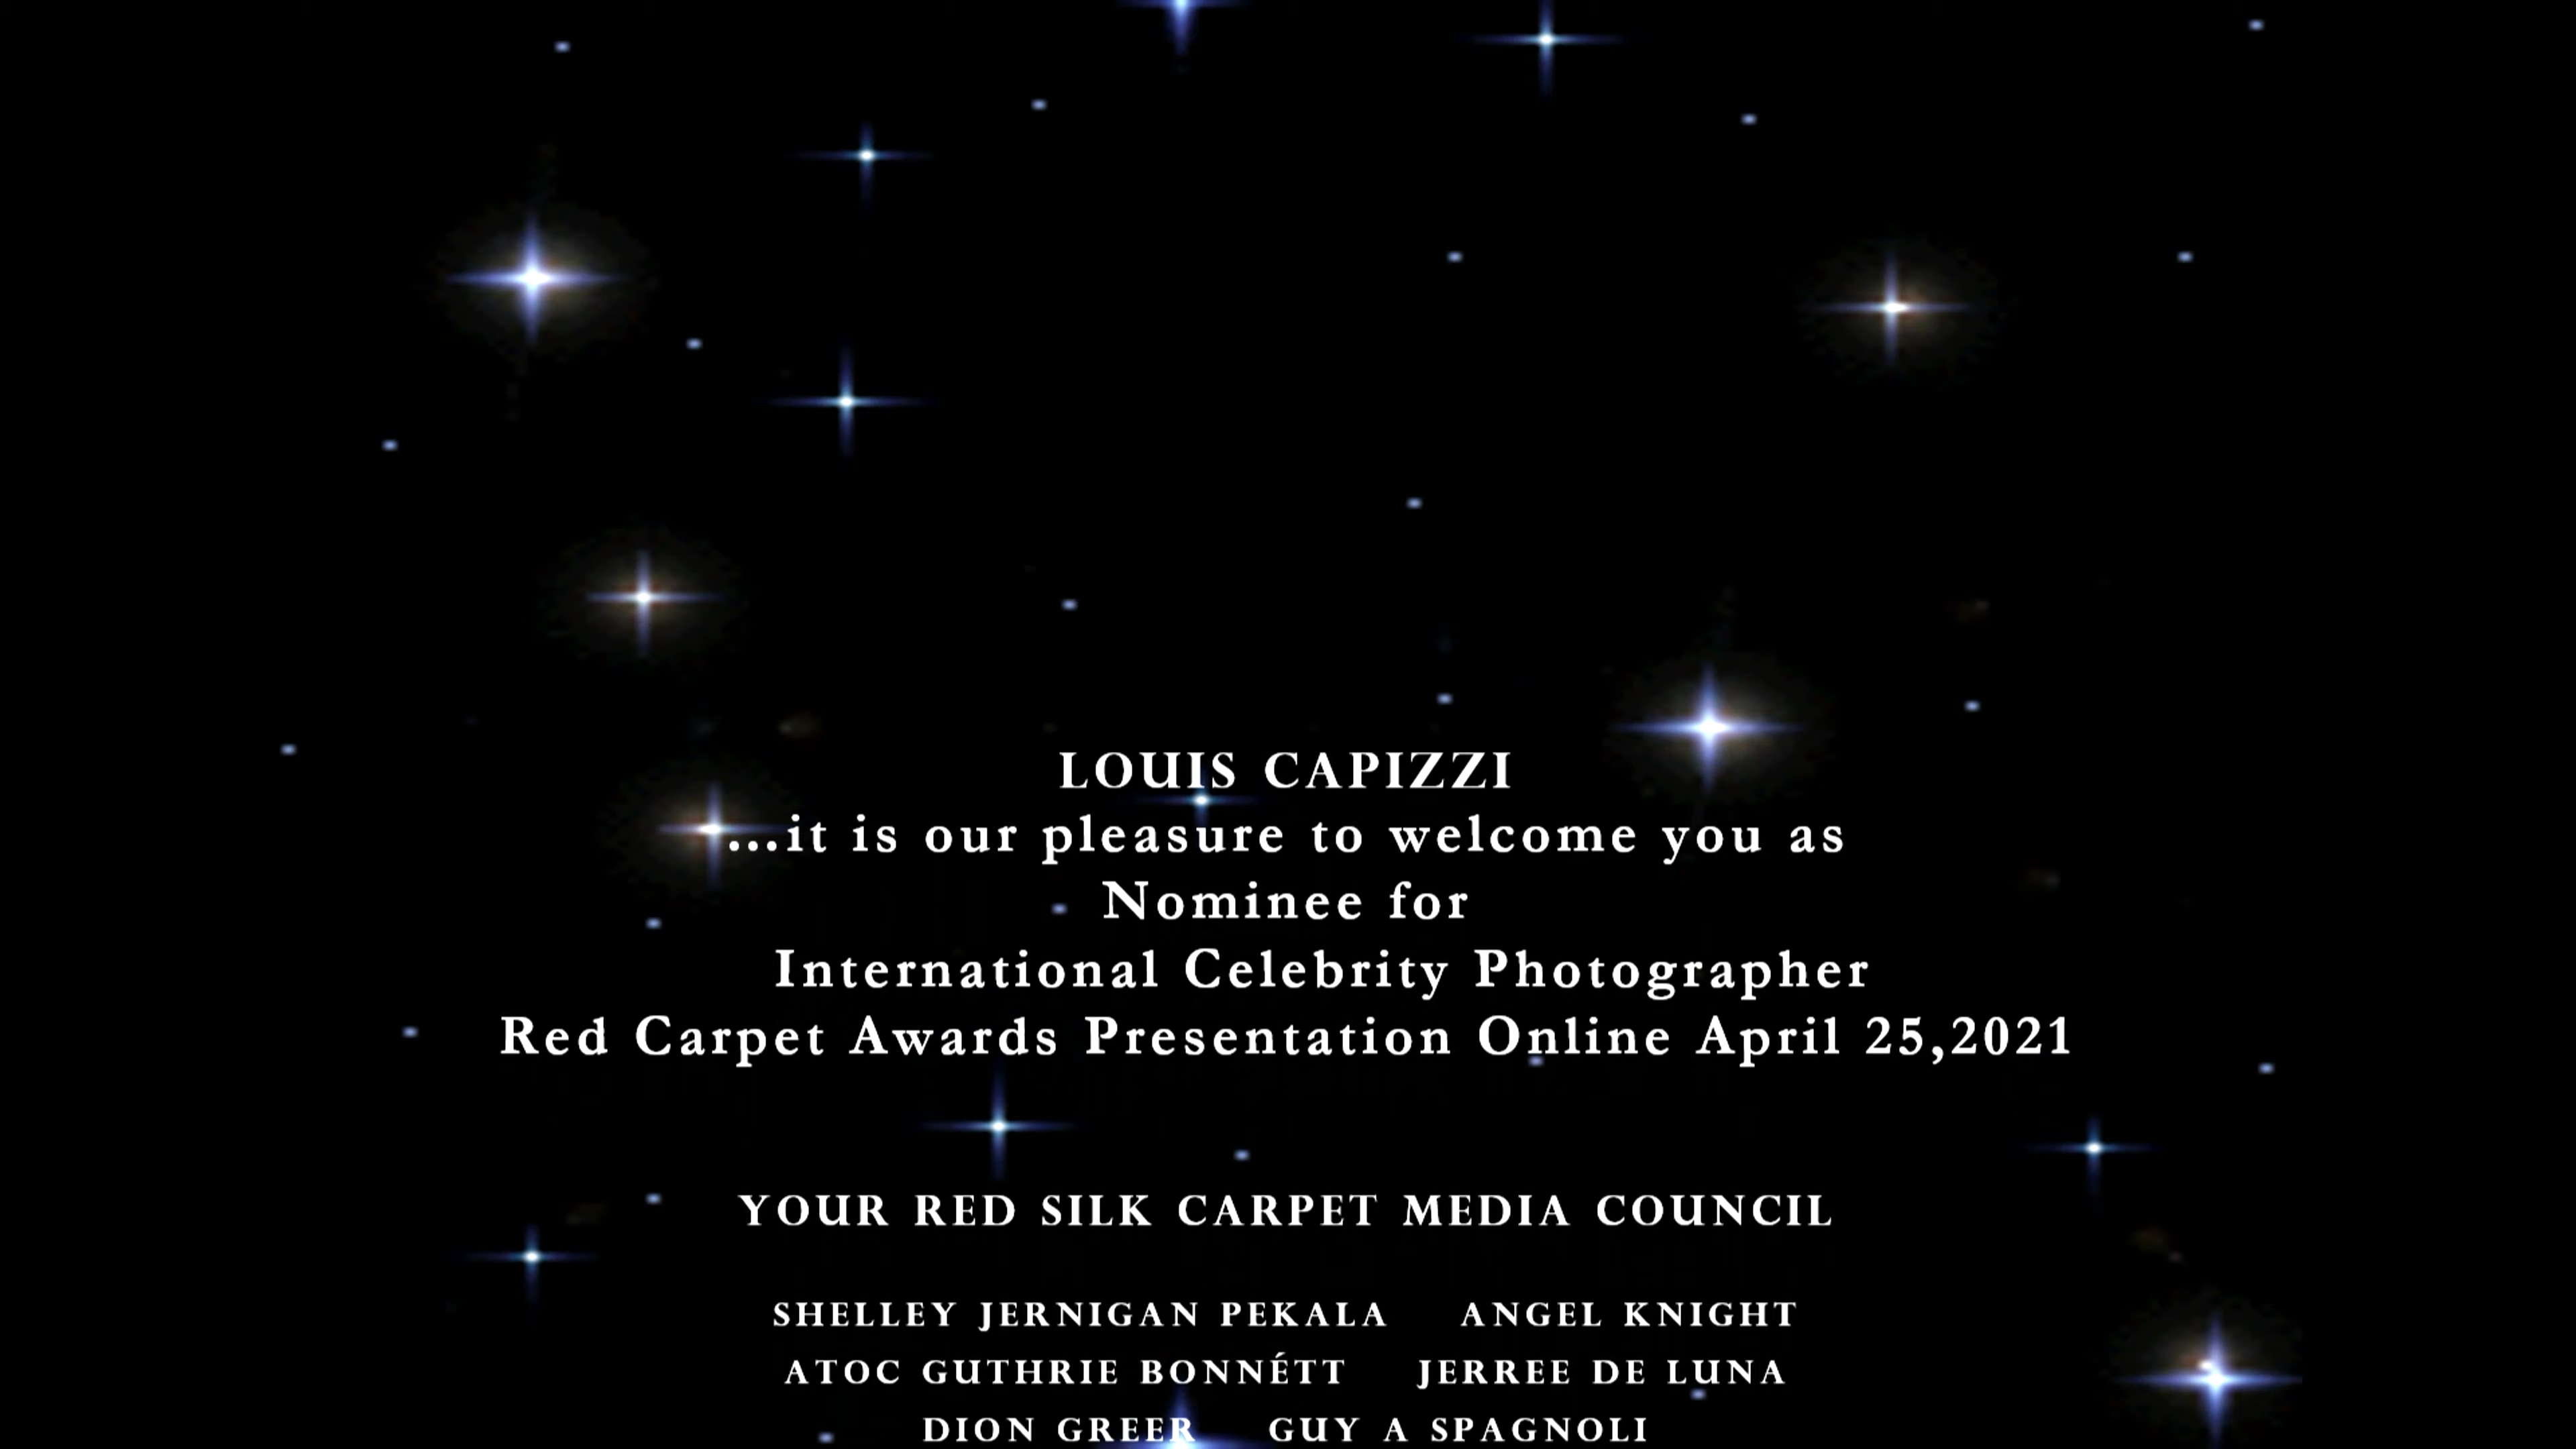 LOUIS CAPIZZI
...it is our pleasure to welcome you as
Nominee for
International Celebrity Photographer
Red Carpet Awards Presentation Online April 25,2021
YOUR RED SILK CARPET MEDIA COUNCIL
SHELLEY JERNIGAN PEKALA ANGEL KNIGHT
ATOC GUTHRIE BONNÉTT JERREE DE LUNA
DION GREER GUY A SPAGNOLI